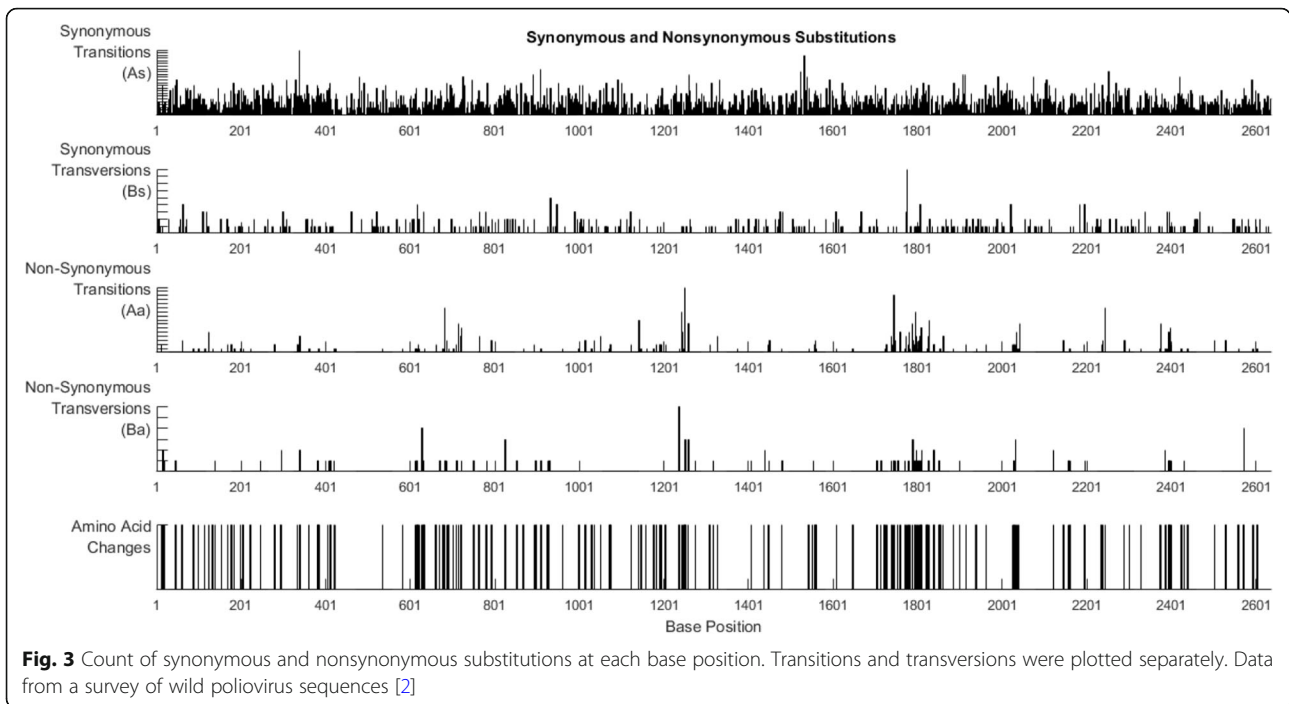 Synonymous
Transitions
(As)
Synonymous and Nonsynonymous Substitutions
1 201 401 601 801 1001 1201 1401 1601 1801 2001 2201 2401 2601
Synonymous
Transversions
(Bs)
1 201 401 601 801 1001 1201 1401 1601 1801 2001 2201 2401 2601
Non-Synonymous
Transitions
(Aa)
1 201 401 601 801 1001 1201 1401 1601 1801 2001 2201 2401 2601
Non-Synonymous
Transversions
(Ba)
1 201 401 601 801 1001 1201 1401 1601 1801 2001 2201 2401 2601
Amino Acid
Changes
1 201 401 601 801 1001 1201 1401 1601 1801 2001 2201 2401 2601
Base Position
Fig. 3 Count of synonymous and nonsynonymous substitutions at each base position. Transitions and transversions were plotted separately. Data
from a survey of wild poliovirus sequences [2]